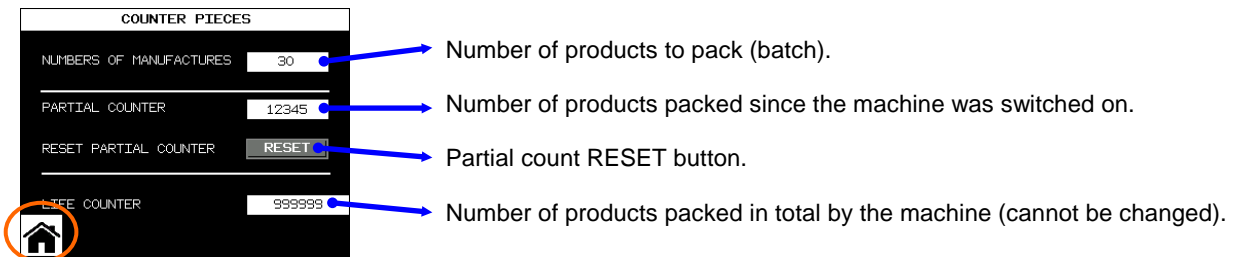 COUNTER PIECES
NUMBERS OF MANUFACTURES 30
Number of products to pack (batch).
PARTIAL COUNTER 12345
Number of products packed since the machine was switched on.
RESET PARTIAL COUNTER RESET
Partial count RESET button.
LIFE COUNTER 999999
Number of products packed in total by the machine (cannot be changed).